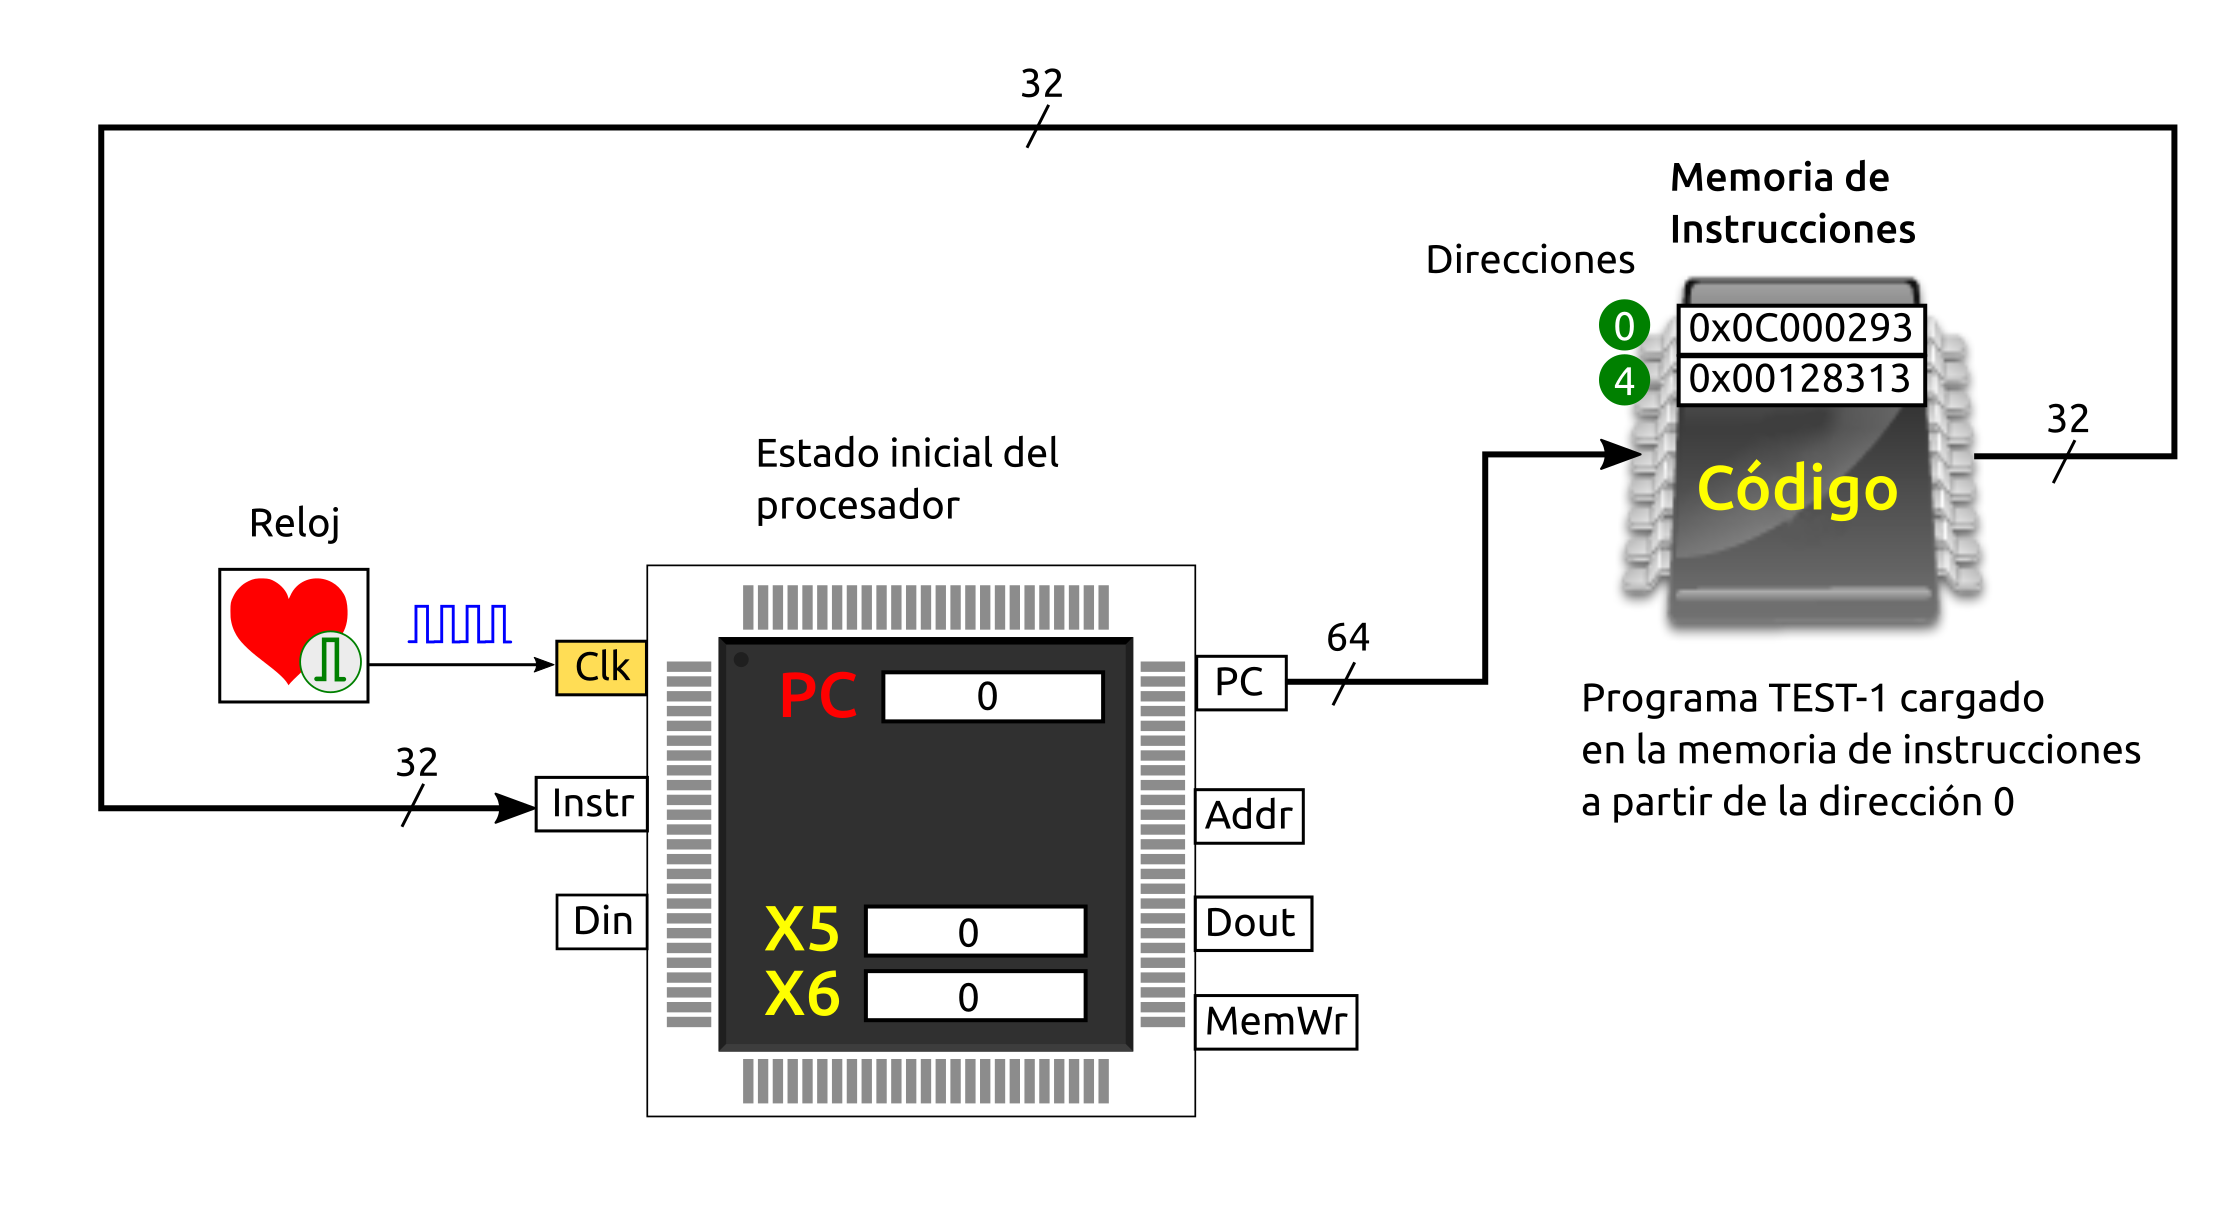 32
Memoria de
Instrucciones
Direcciones
0
0x0C000293
4
0x00128313
Código
32
Estado inicial del
procesador
Reloj
Clk
PC
0
PC
64
32
Instr
Din
X5
0
X6
0
Addr
Dout
MemWr
Programa TEST-1 cargado
en la memoria de instrucciones
a partir de la dirección 0